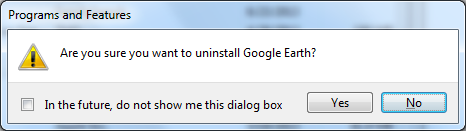 Programs and Features
Are you sure you want to uninstall Google Earth?
In the future, do not show me this dialog box
Yes
No